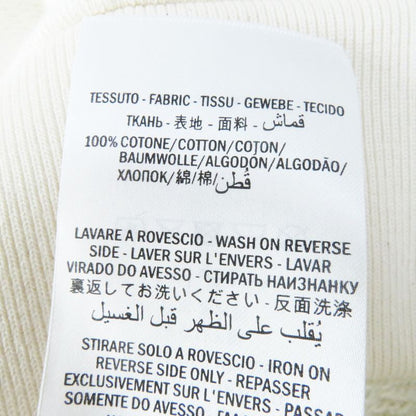 TESSUTO - FABRIC - TISSU - GEWEBE - TECIDO
ТКАНЬ - 表地 - 面料 - قماش
100% COTONE/COTTON/COTON/
BAUMWOLLE/ALGODÓN/ALGODÃO/
ХЛОПОК/綿/棉/قُطن
LAVARE A ROVESCIO - WASH ON REVERSE
SIDE - LAVER SUR L'ENVERS - LAVAR
VIRADO DO AVESSO - СТИРАТЬ НАИЗНАНКУ
裏返してお洗いください - 反面洗涤
يُقلب على الظهر قبل الغسيل
STIRARE SOLO A ROVESCIO - IRON ON
REVERSE SIDE ONLY - REPASSER
EXCLUSIVEMENT SUR L'ENVERS - PASSAR
SOMENTE DO AVESSO -